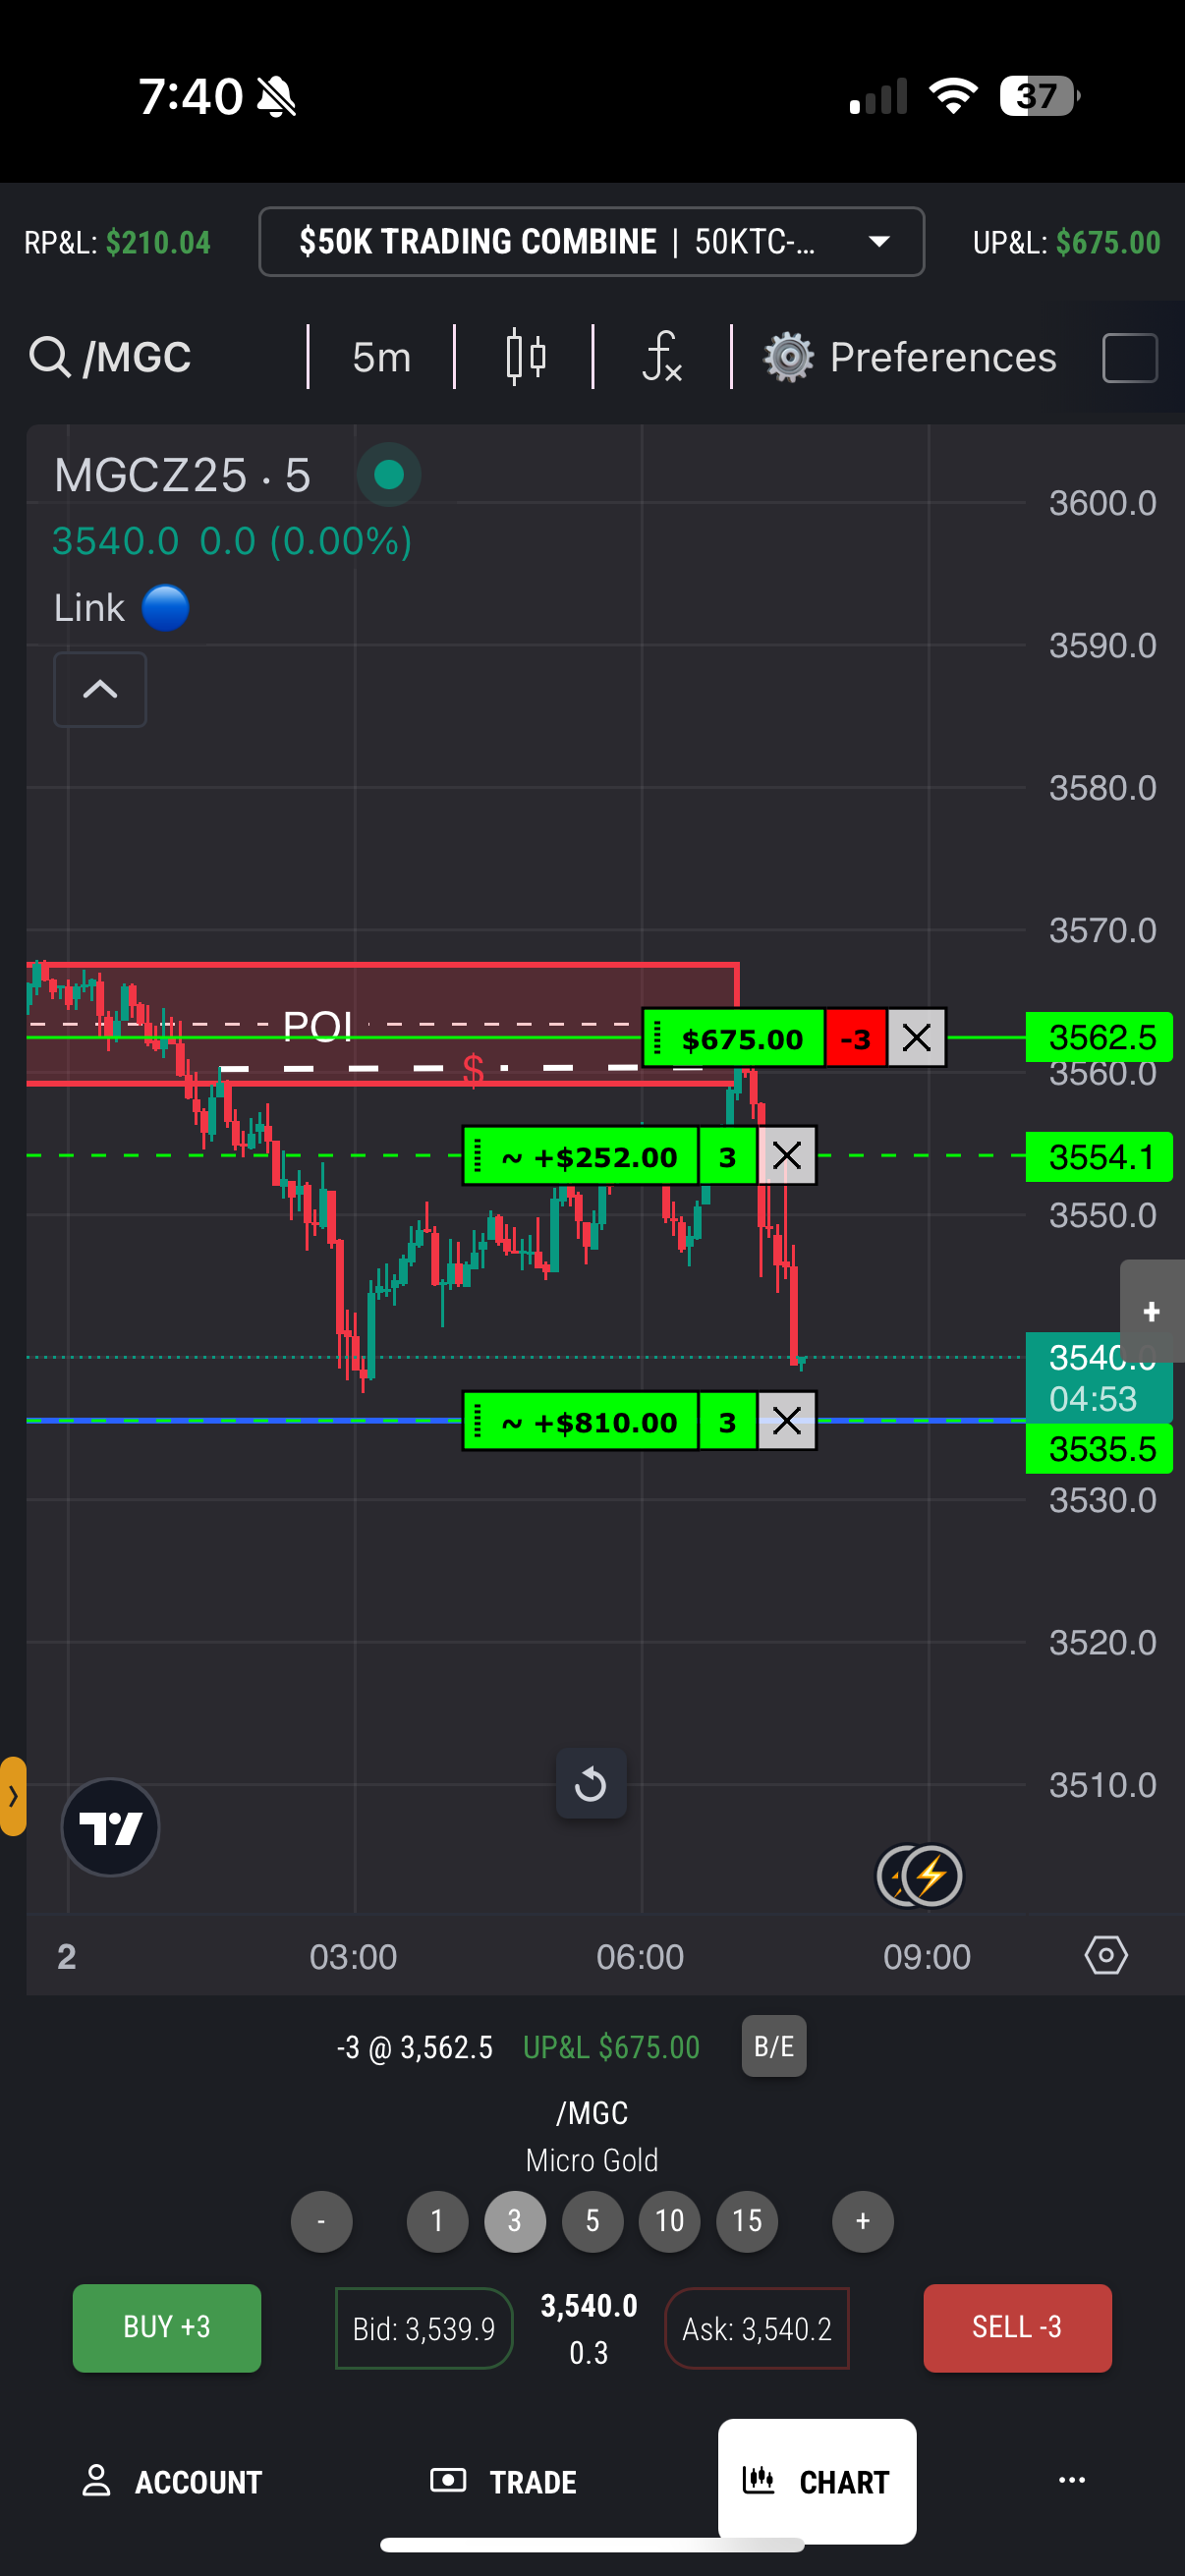 7:40
37
RP&L: $210.04
$50K TRADING COMBINE | 50KTC-...
UP&L: $675.00
/MGC
5m
Preferences
MGCZ25 · 5
3540.0 0.0 (0.00%)
Link
3600.0
3590.0
3580.0
3570.0
POI
$675.00 -3
3562.5
3560.0
$
~ +$252.00 3
3554.1
3550.0
+
3540.0
04:53
~ +$810.00 3
3535.5
3530.0
3520.0
3510.0
2 03:00 06:00 09:00
-3 @ 3,562.5 UP&L $675.00 B/E
/MGC
Micro Gold
- 1 3 5 10 15 +
BUY +3
Bid: 3,539.9
3,540.0
0.3
Ask: 3,540.2
SELL -3
ACCOUNT TRADE CHART ...